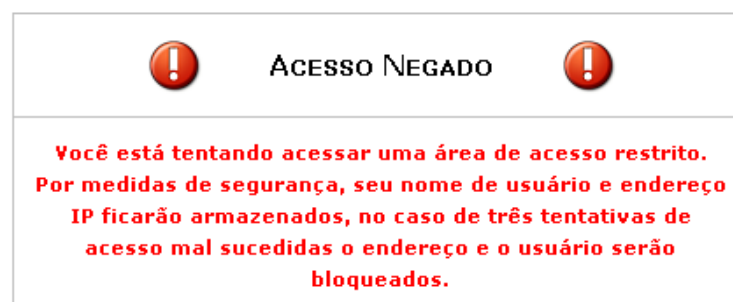 Acesso Negado
Você está tentando acessar uma área de acesso restrito.
Por medidas de segurança, seu nome de usuário e endereço
IP ficarão armazenados, no caso de três tentativas de
acesso mal sucedidas o endereço e o usuário serão
bloqueados.